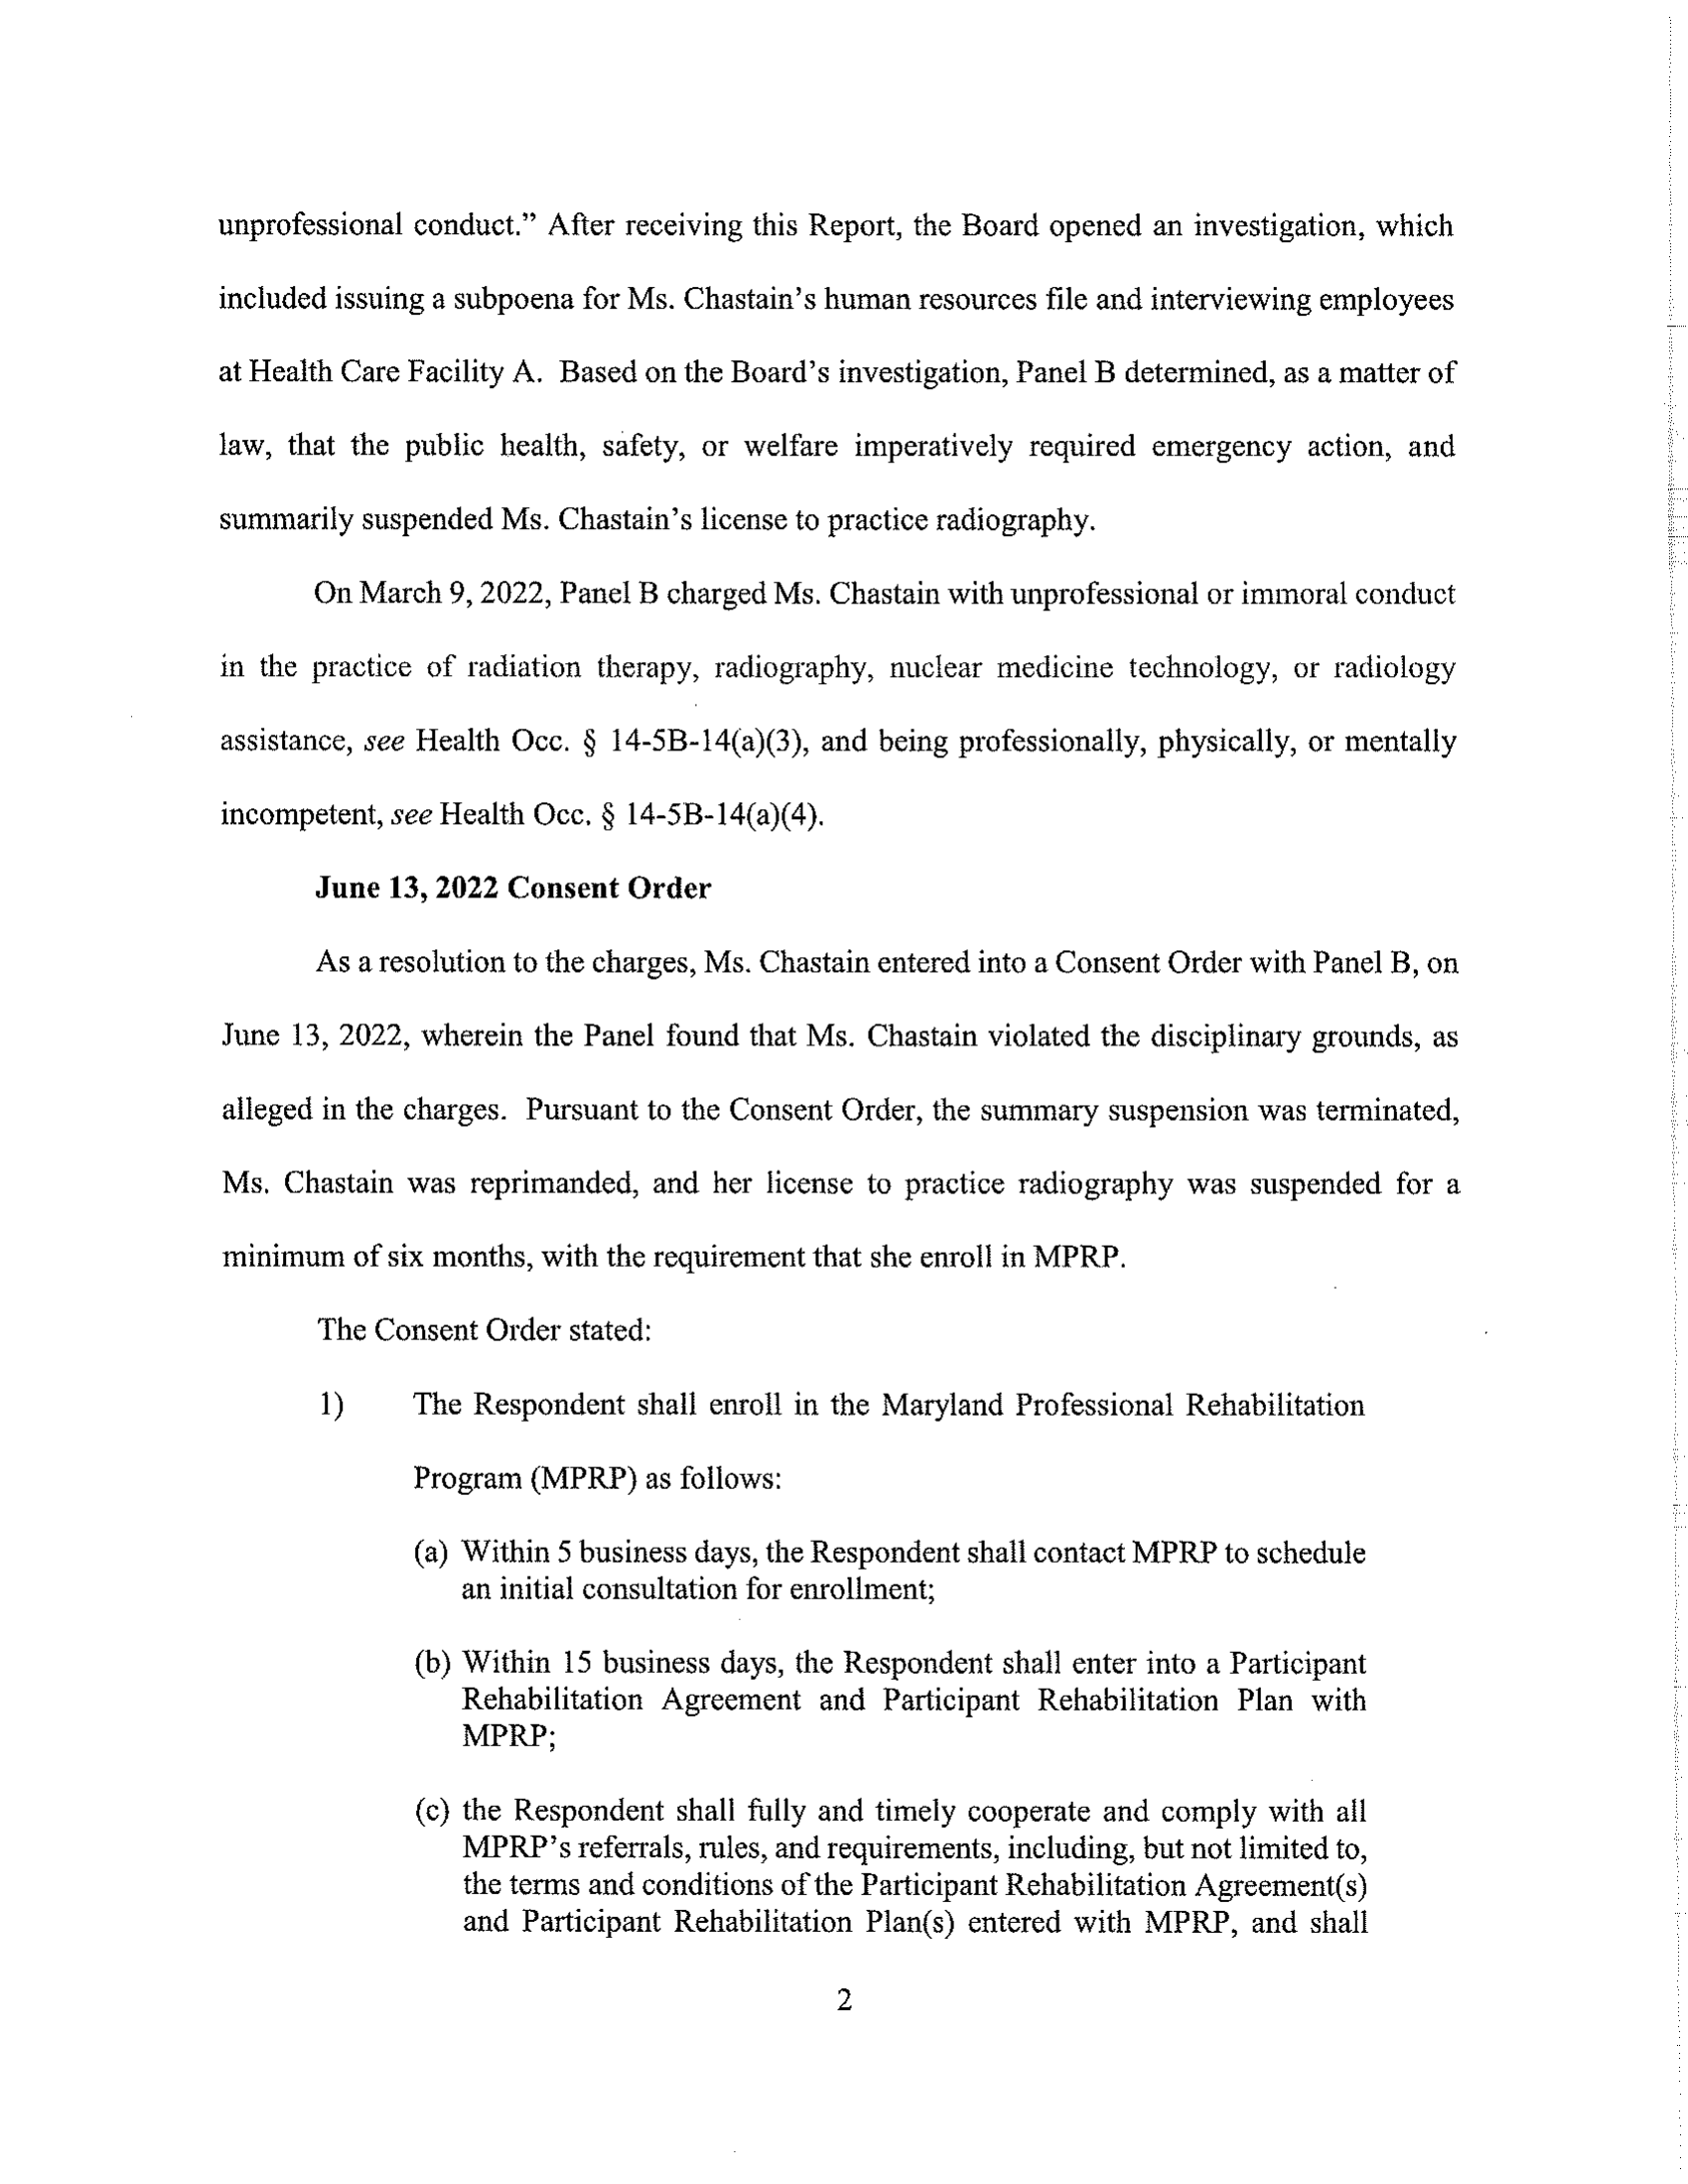 unprofessional conduct.” After receiving this Report, the Board opened an investigation, which
included issuing a subpoena for Ms. Chastain’s human resources file and interviewing employees
at Health Care Facility A. Based on the Board’s investigation, Panel B determined, as a matter of
law, that the public health, safety, or welfare imperatively required emergency action, and
summarily suspended Ms. Chastain’s license to practice radiography.
On March 9, 2022, Panel B charged Ms. Chastain with unprofessional or immoral conduct
in the practice of radiation therapy, radiography, nuclear medicine technology, or radiology
assistance, see Health Occ. § 14-5B-14(a)(3), and being professionally, physically, or mentally
incompetent, see Health Occ. § 14-5B-14(a)(4).
June 13, 2022 Consent Order
As a resolution to the charges, Ms. Chastain entered into a Consent Order with Panel B, on
June 13, 2022, wherein the Panel found that Ms. Chastain violated the disciplinary grounds, as
alleged in the charges. Pursuant to the Consent Order, the summary suspension was terminated,
Ms. Chastain was reprimanded, and her license to practice radiography was suspended for a
minimum of six months, with the requirement that she enroll in MPRP.
The Consent Order stated:
1) The Respondent shall enroll in the Maryland Professional Rehabilitation
Program (MPRP) as follows:
(a) Within 5 business days, the Respondent shall contact MPRP to schedule
an initial consultation for enrollment;
(b) Within 15 business days, the Respondent shall enter into a Participant
Rehabilitation Agreement and Participant Rehabilitation Plan with
MPRP;
(c) the Respondent shall fully and timely cooperate and comply with all
MPRP’s referrals, rules, and requirements, including, but not limited to,
the terms and conditions of the Participant Rehabilitation Agreement(s)
and Participant Rehabilitation Plan(s) entered with MPRP, and shall
2